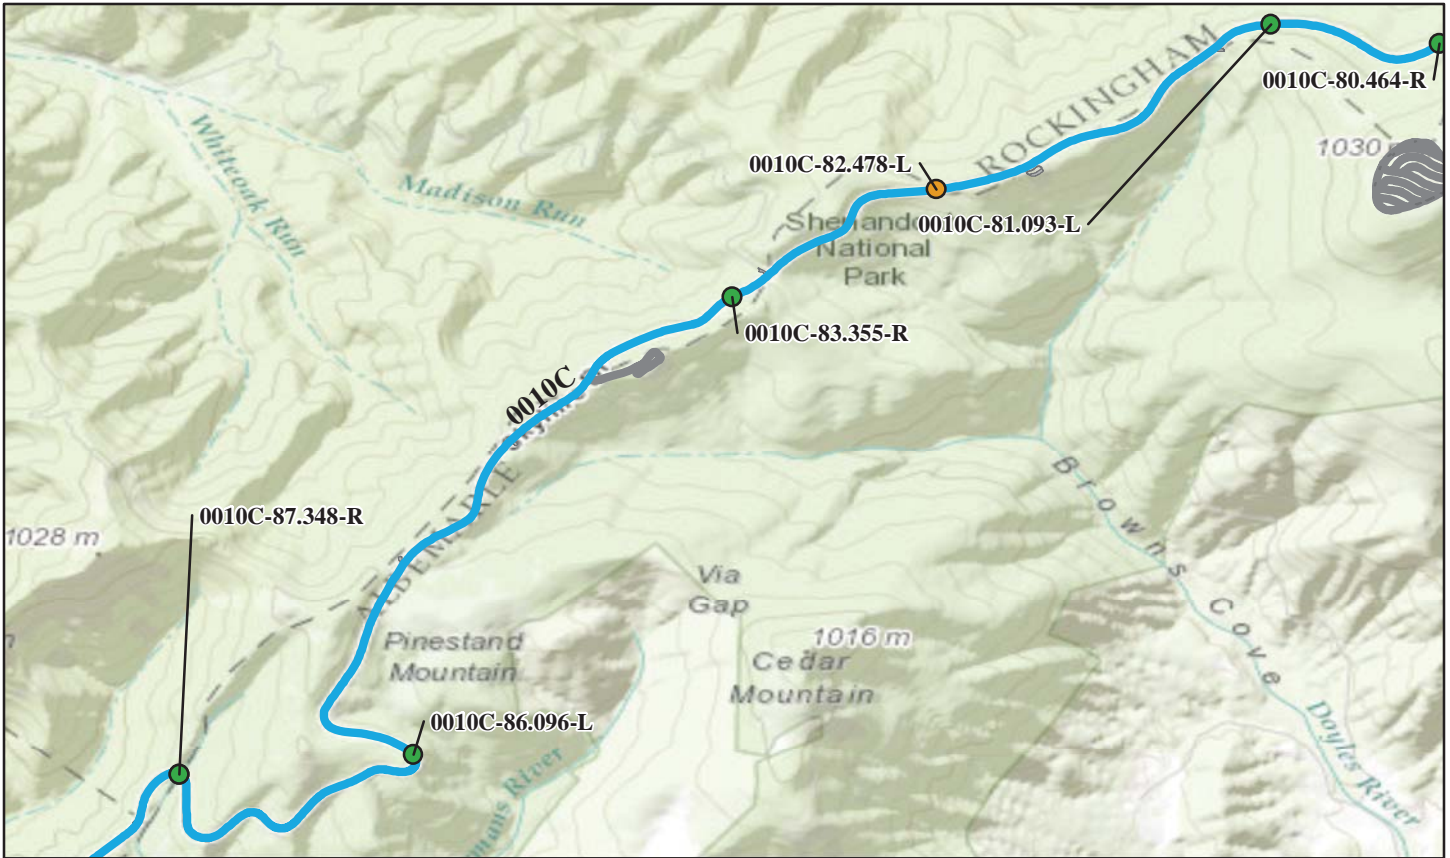 ROCKINGHAM
0010C-80.464-R
1030
Whiteoak Run
Madison Run
0010C-82.478-L
0010C-81.093-L
National
Park
0010C-83.355-R
0010C
Browns Cove
0010C-87.348-R
1028 m
Via
Gap
1016 m
Pinestand
Mountain
Cedar
Mountain
0010C-86.096-L
River
Doyles River